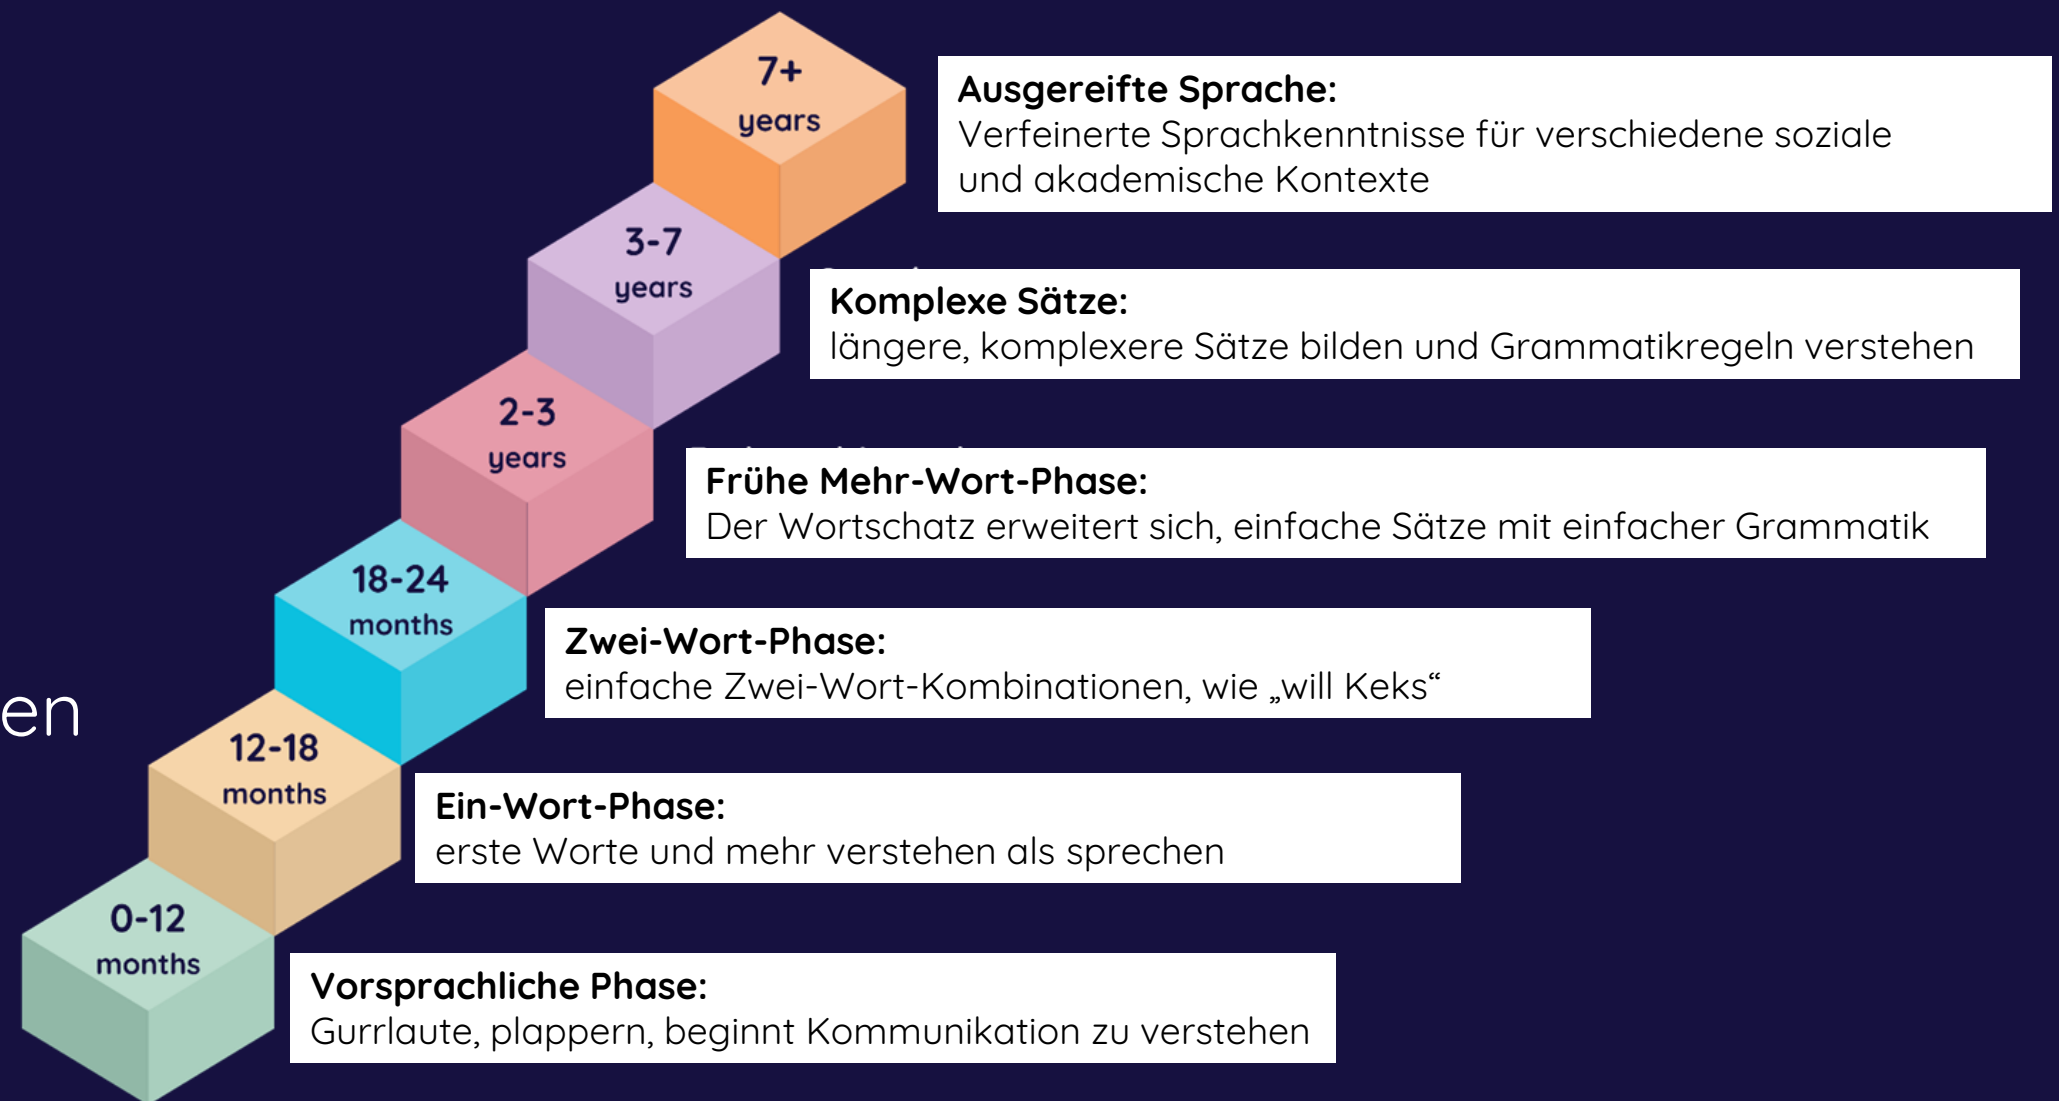 7+
years
Ausgereifte Sprache:
Verfeinerte Sprachkenntnisse für verschiedene soziale
und akademische Kontexte
3-7
years
Komplexe Sätze:
längere, komplexere Sätze bilden und Grammatikregeln verstehen
2-3
years
Frühe Mehr-Wort-Phase:
Der Wortschatz erweitert sich, einfache Sätze mit einfacher Grammatik
18-24
months
Zwei-Wort-Phase:
einfache Zwei-Wort-Kombinationen, wie „will Keks“
en
12-18
months
Ein-Wort-Phase:
erste Worte und mehr verstehen als sprechen
0-12
months
Vorsprachliche Phase:
Gurrlaute, plappern, beginnt Kommunikation zu verstehen